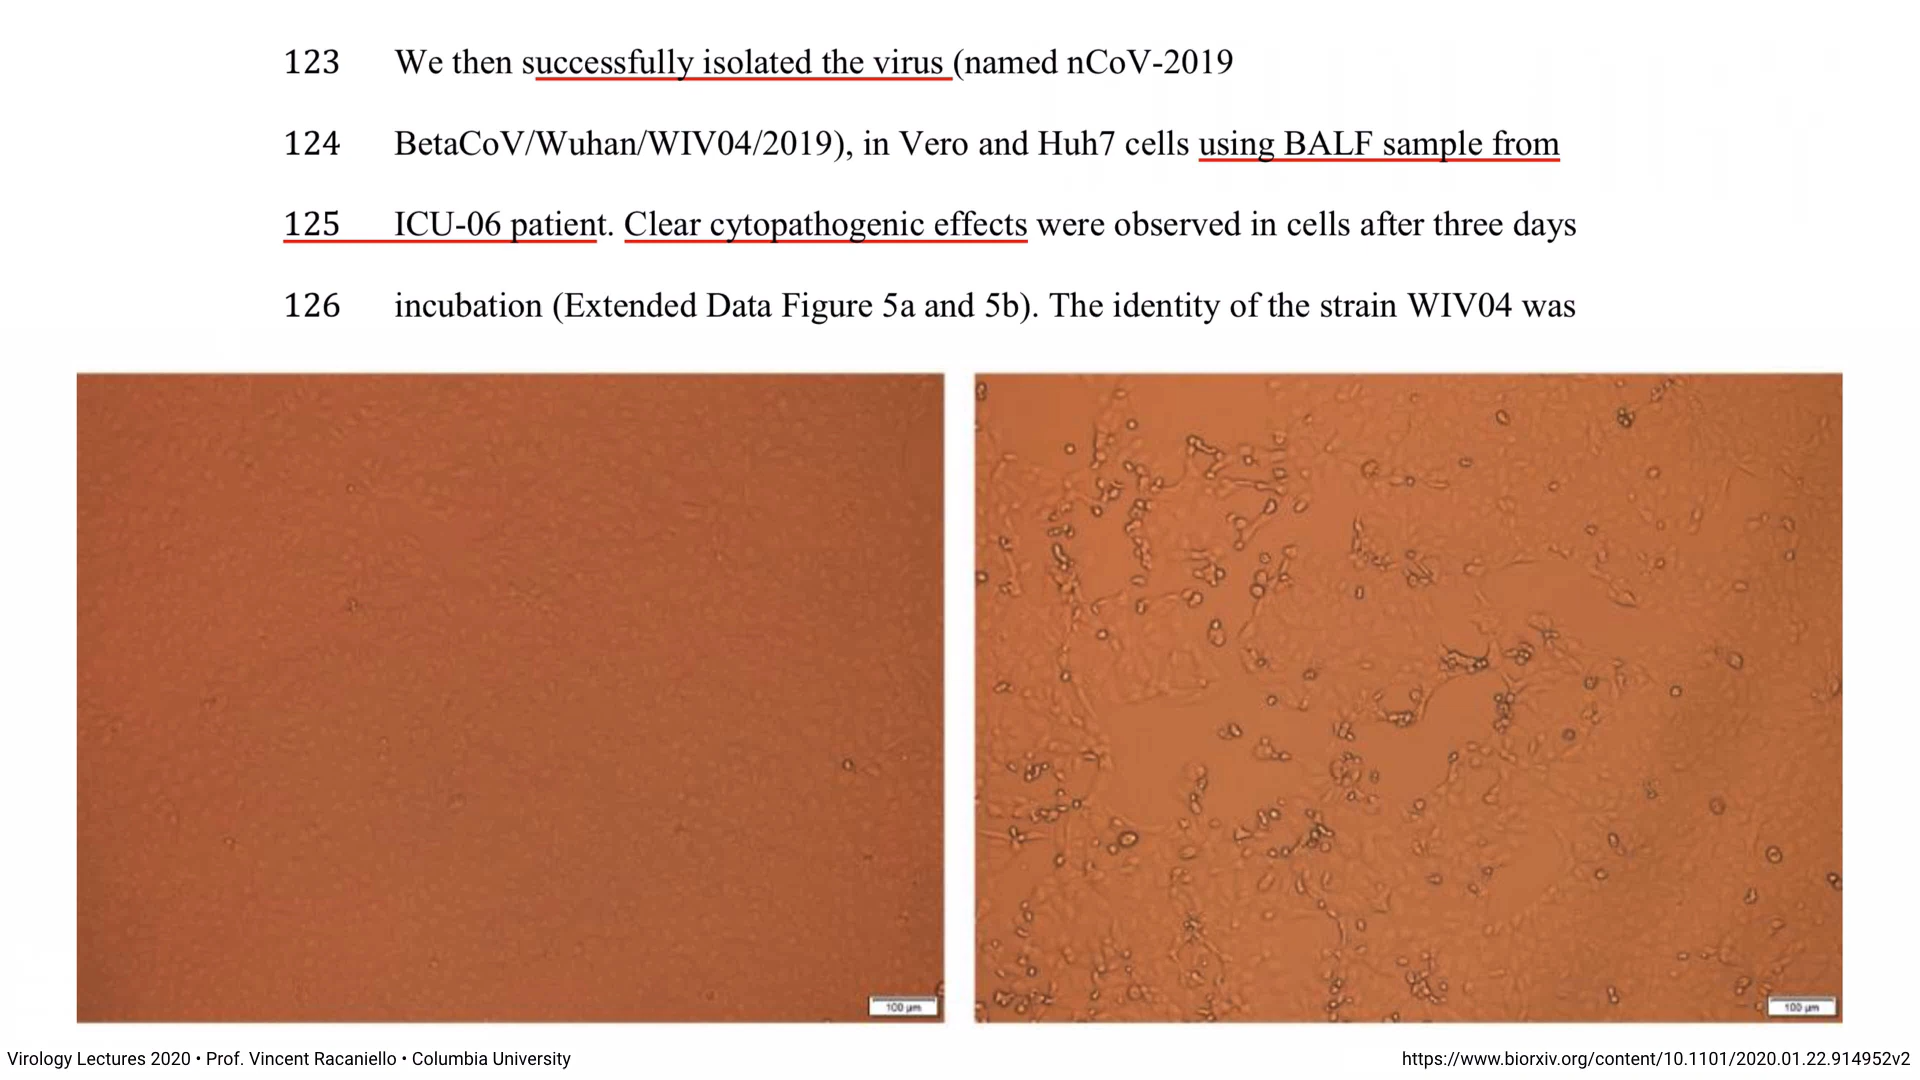 123 We then successfully isolated the virus (named nCoV-2019
124 BetaCoV/Wuhan/WIV04/2019), in Vero and Huh7 cells using BALF sample from
125 ICU-06 patient. Clear cytopathogenic effects were observed in cells after three days
126 incubation (Extended Data Figure 5a and 5b). The identity of the strain WIV04 was
100 µm
100 µm
Virology Lectures 2020 • Prof. Vincent Racaniello • Columbia University
https://www.biorxiv.org/content/10.1101/2020.01.22.914952v2